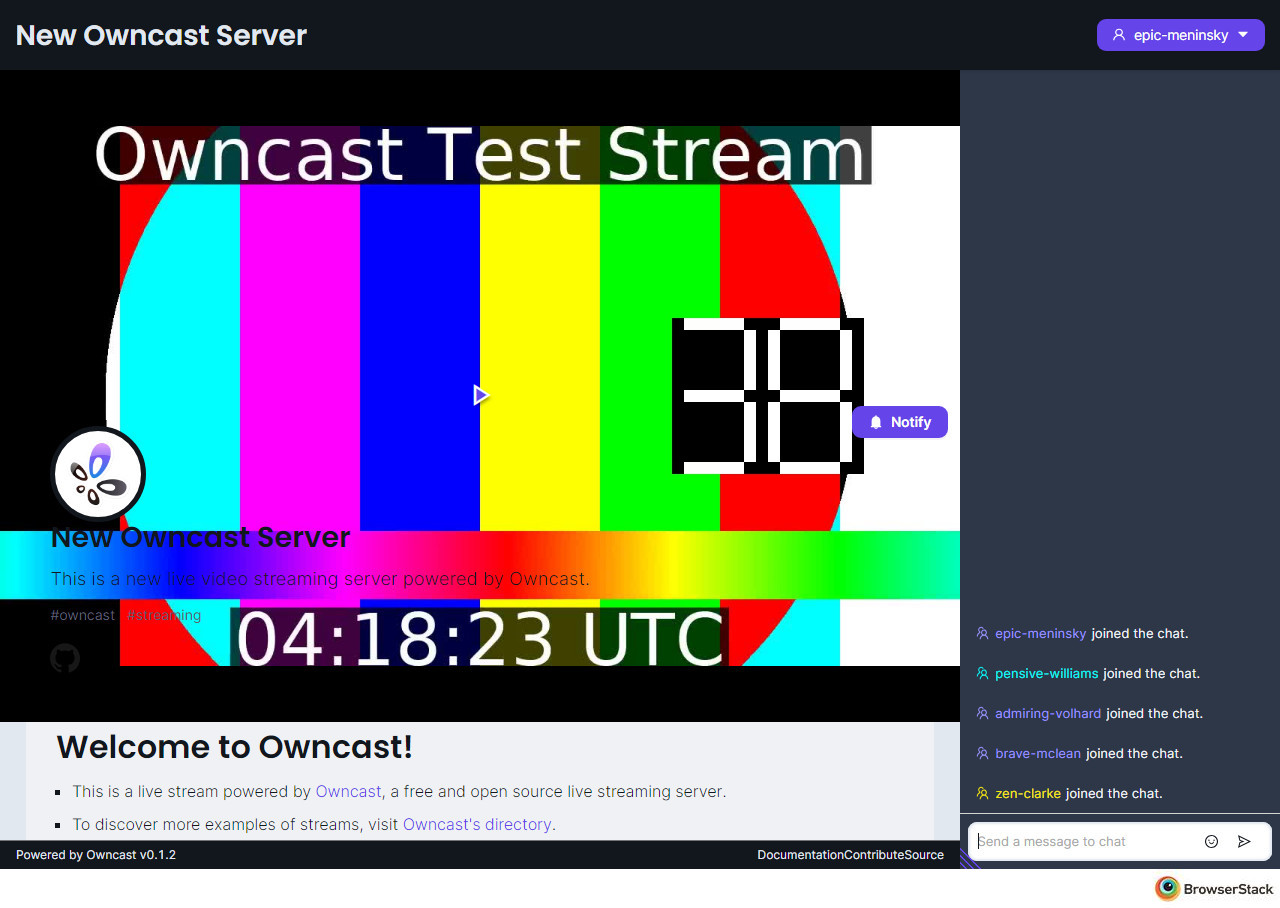 New Owncast Server
epic-meninsky
Owncast Test Stream
Notify
New Owncast Server
This is a new live video streaming server powered by Owncast.
#owncast #streaming
04:18:23 UTC
epic-meninsky joined the chat.
pensive-williams joined the chat.
admiring-volhard joined the chat.
brave-mclean joined the chat.
zen-clarke joined the chat.
Welcome to Owncast!
This is a live stream powered by Owncast, a free and open source live streaming server.
To discover more examples of streams, visit Owncast's directory.
Send a message to chat
Powered by Owncast v0.1.2
DocumentationContributeSource
BrowserStack